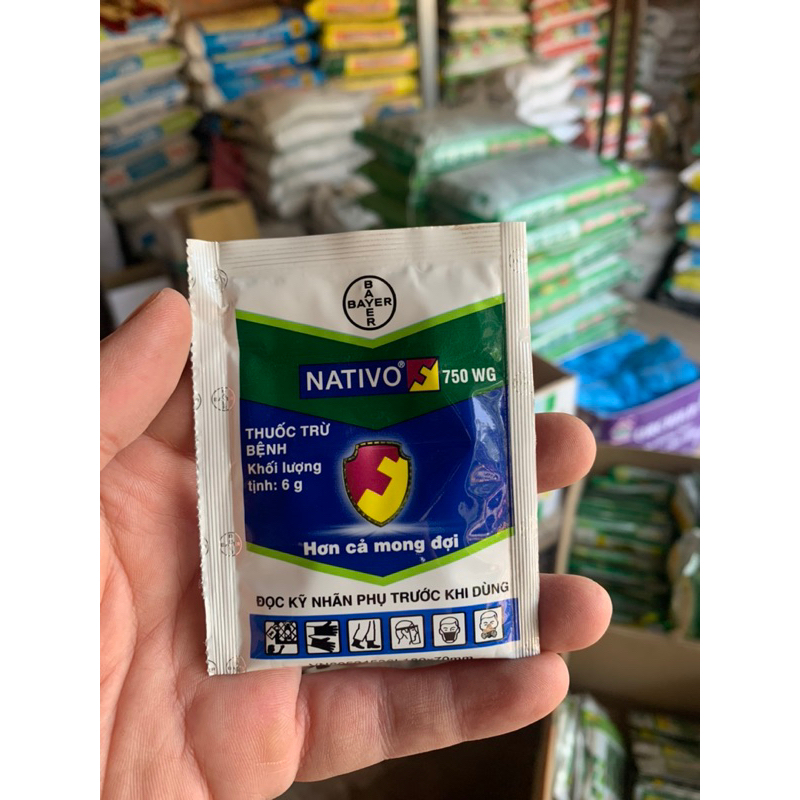 BAYER
BAYER
NATIVO® 750 WG
THUỐC TRỪ
BỆNH
Khối lượng
tịnh: 6 g
Hơn cả mong đợi
ĐỌC KỸ NHÃN PHỤ TRƯỚC KHI DÙNG